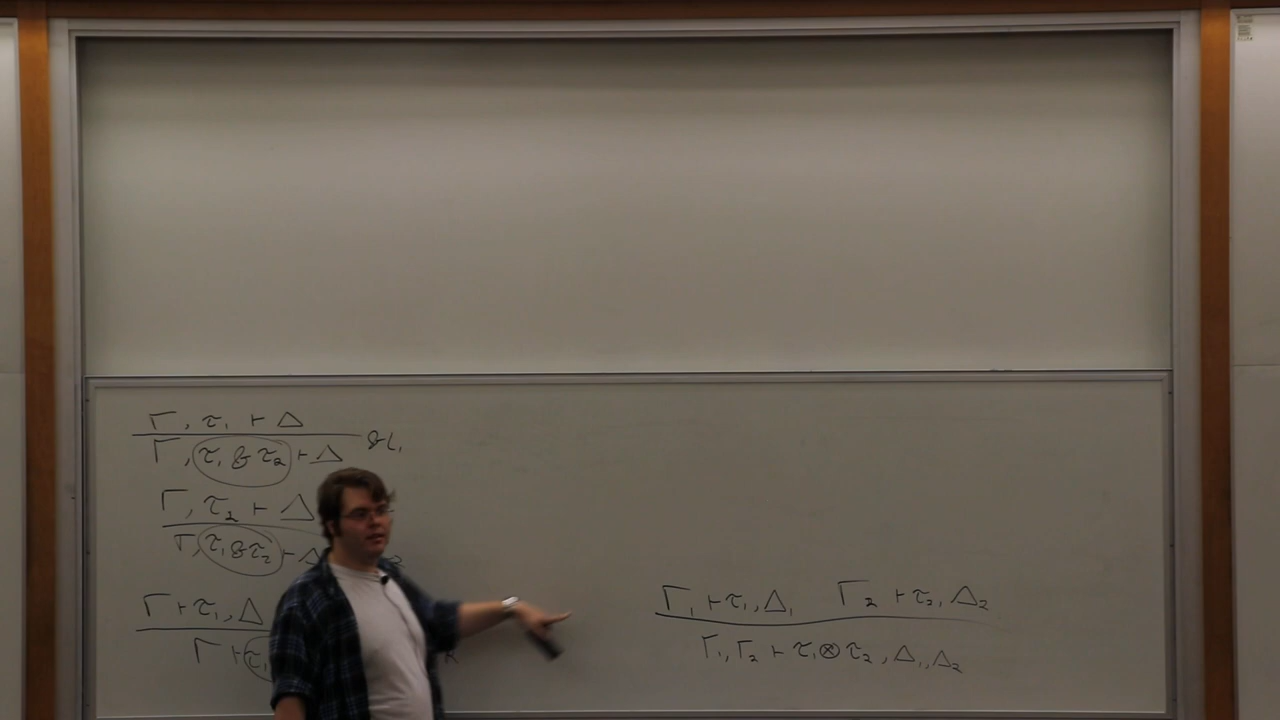 Γ, τ₁ ⊢ Δ
Γ, τ₁ & τ₂ ⊢ Δ &L₁
Γ, τ₂ ⊢ Δ
Γ, τ₁ & τ₂ ⊢ Δ
Γ ⊢ τ₁, Δ
Γ ⊢ τ₁
Γ₁ ⊢ τ₁, Δ₁ Γ₂ ⊢ τ₂, Δ₂
Γ₁, Γ₂ ⊢ τ₁ ⊗ τ₂, Δ₁, Δ₂